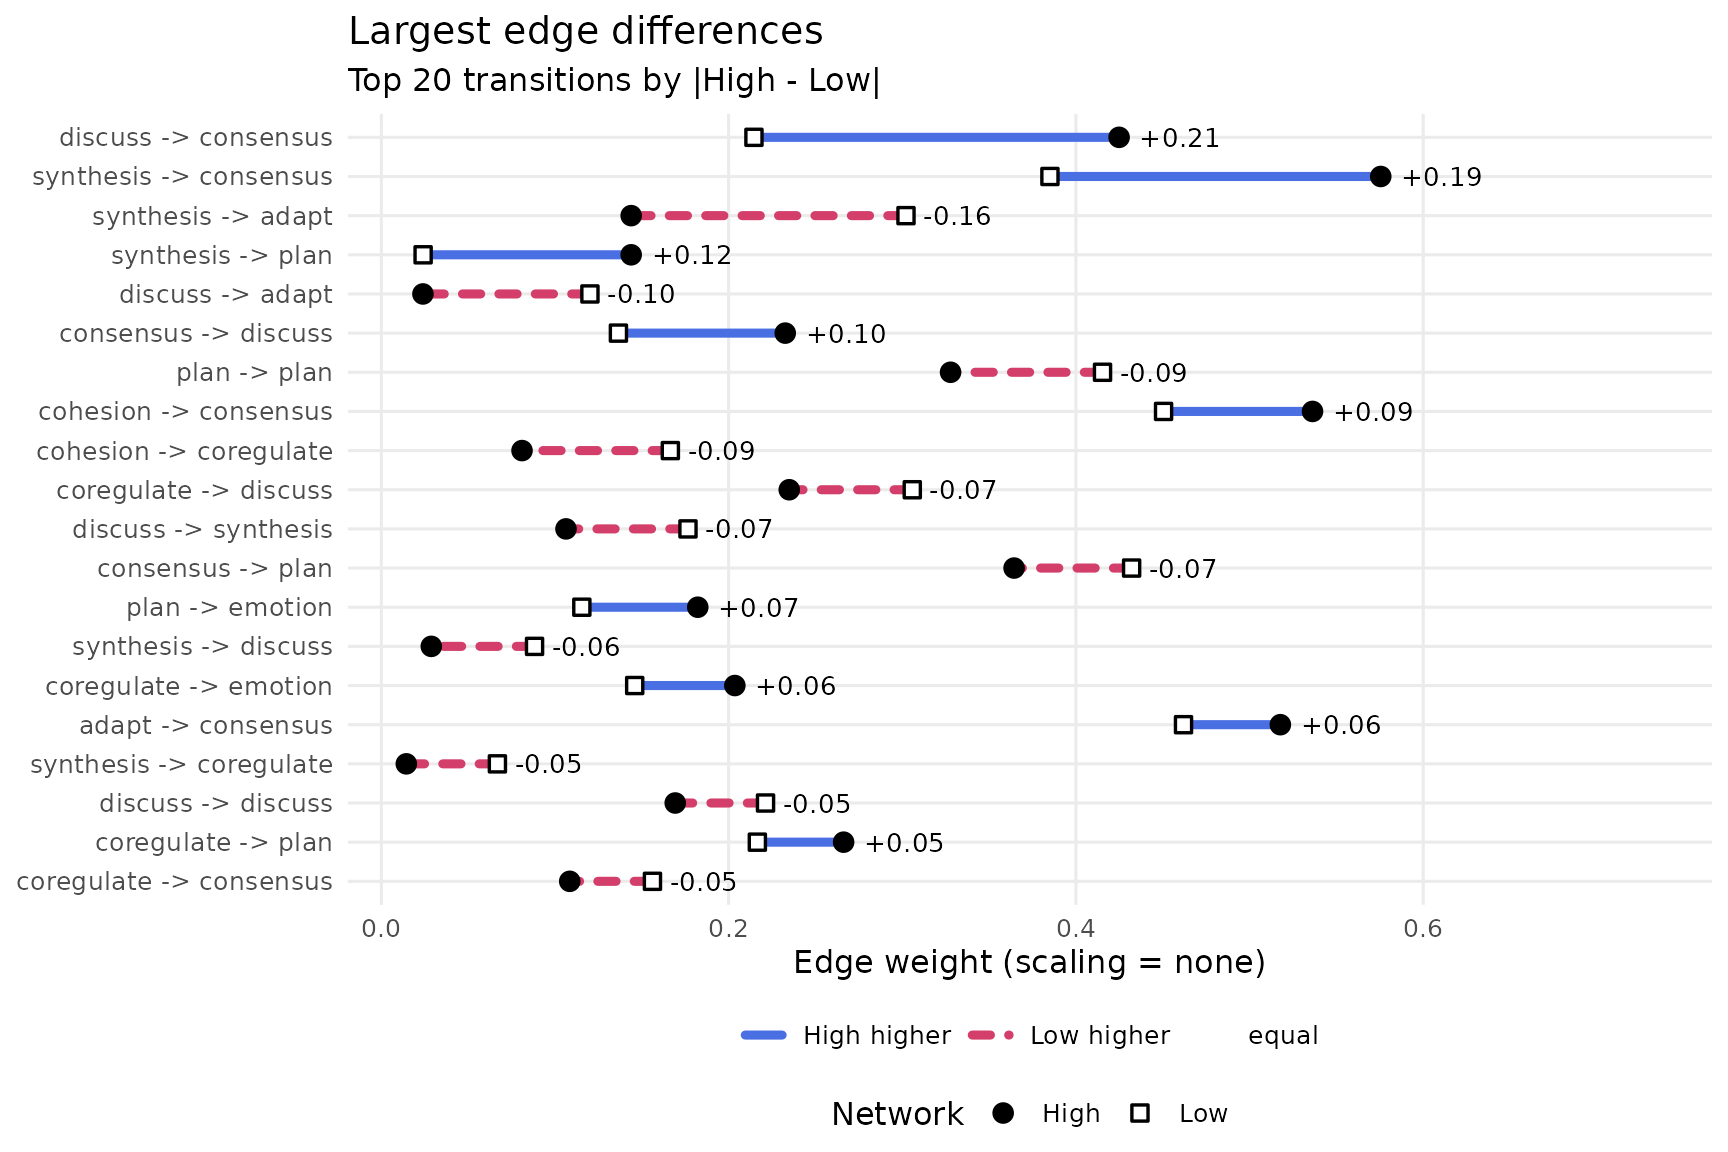 Largest edge differences
Top 20 transitions by |High - Low|
discuss -> consensus +0.21
synthesis -> consensus +0.19
synthesis -> adapt -0.16
synthesis -> plan +0.12
discuss -> adapt -0.10
consensus -> discuss +0.10
plan -> plan -0.09
cohesion -> consensus +0.09
cohesion -> coregulate -0.09
coregulate -> discuss -0.07
discuss -> synthesis -0.07
consensus -> plan -0.07
plan -> emotion +0.07
synthesis -> discuss -0.06
coregulate -> emotion +0.06
adapt -> consensus +0.06
synthesis -> coregulate -0.05
discuss -> discuss -0.05
coregulate -> plan +0.05
coregulate -> consensus -0.05
0.0 0.2 0.4 0.6
Edge weight (scaling = none)
High higher Low higher equal
Network High Low